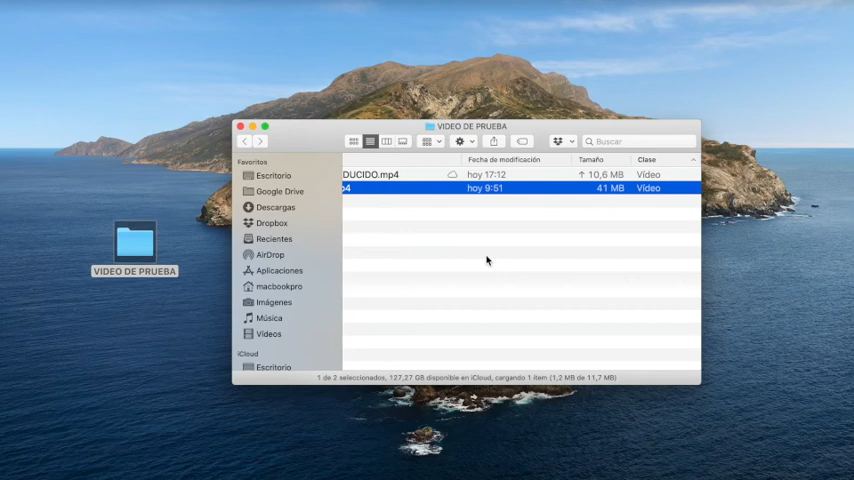 VIDEO DE PRUEBA
Buscar
Favoritos
Escritorio
Google Drive
Descargas
Dropbox
Recientes
AirDrop
Aplicaciones
macbookpro
Imágenes
Música
Vídeos
iCloud
Escritorio
Fecha de modificación Tamaño Clase
DUCIDO.mp4 hoy 17:12 ↑ 10,6 MB Vídeo
p4 hoy 9:51 41 MB Vídeo
1 de 2 seleccionados, 127,27 GB disponible en iCloud, cargando 1 ítem (1,2 MB de 11,7 MB)
VIDEO DE PRUEBA